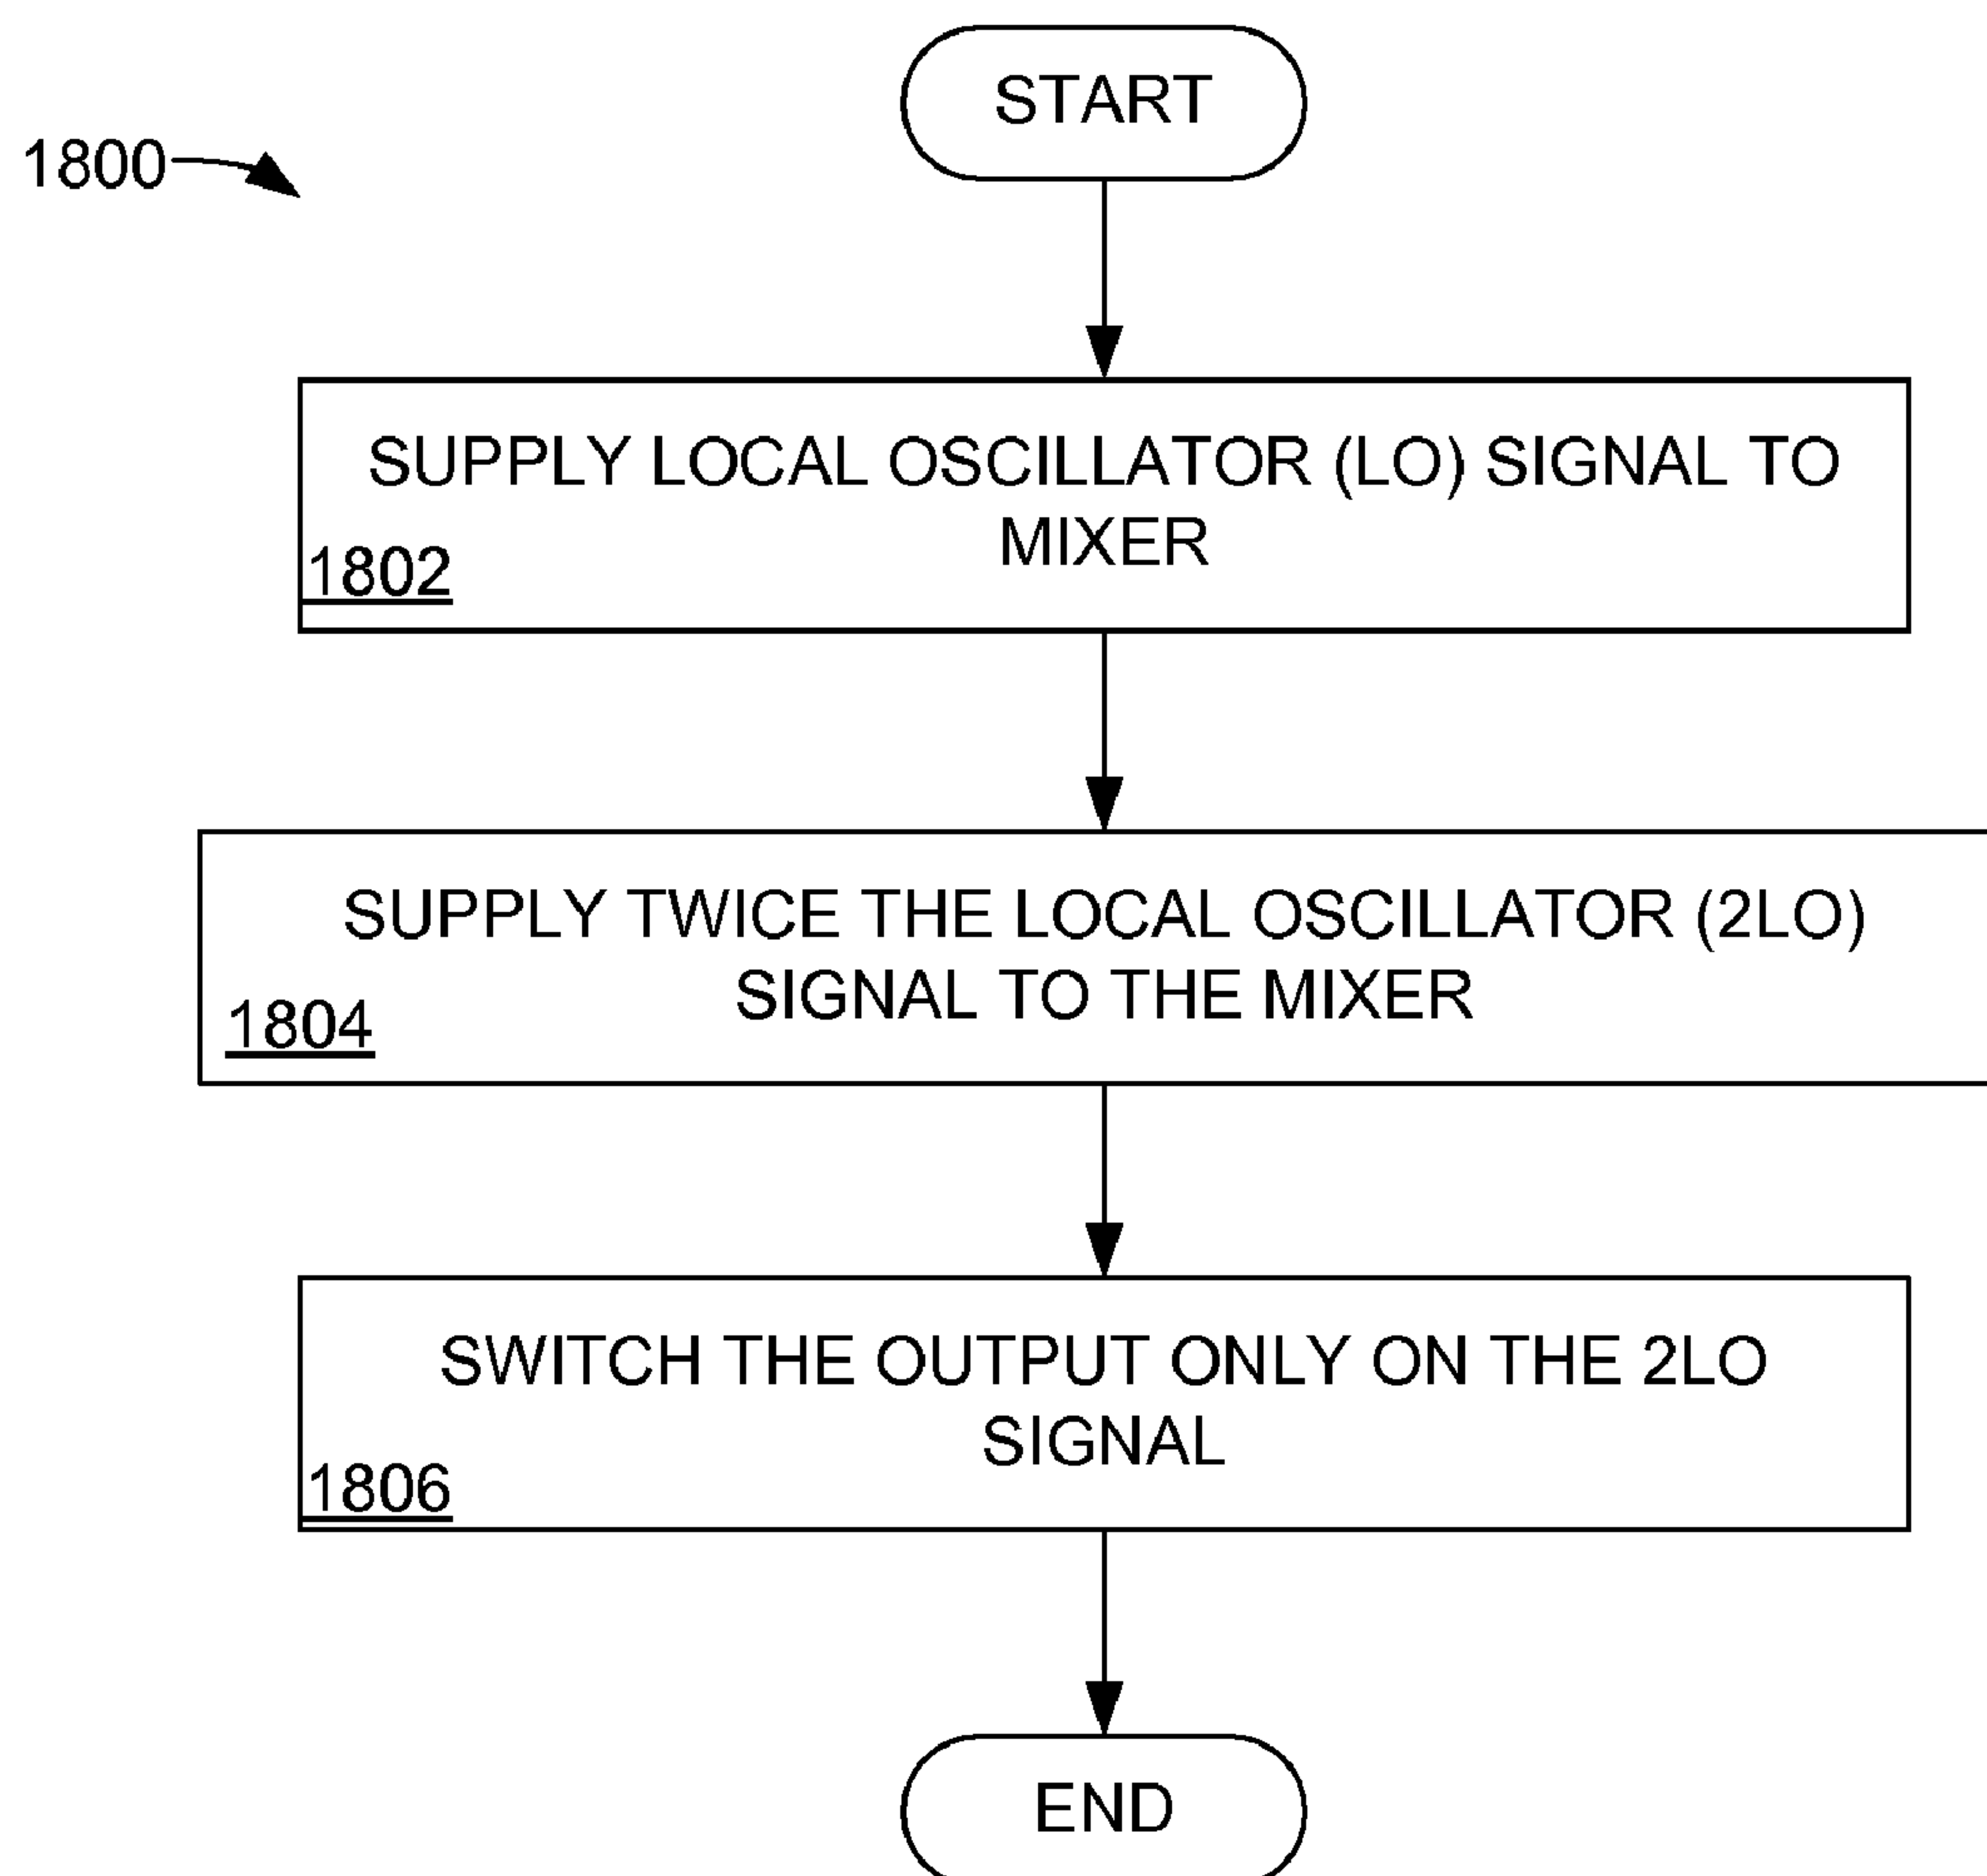 START
1800
SUPPLY LOCAL OSCILLATOR (LO) SIGNAL TO
MIXER
1802
SUPPLY TWICE THE LOCAL OSCILLATOR (2LO)
SIGNAL TO THE MIXER
1804
SWITCH THE OUTPUT ONLY ON THE 2LO
SIGNAL
1806
END